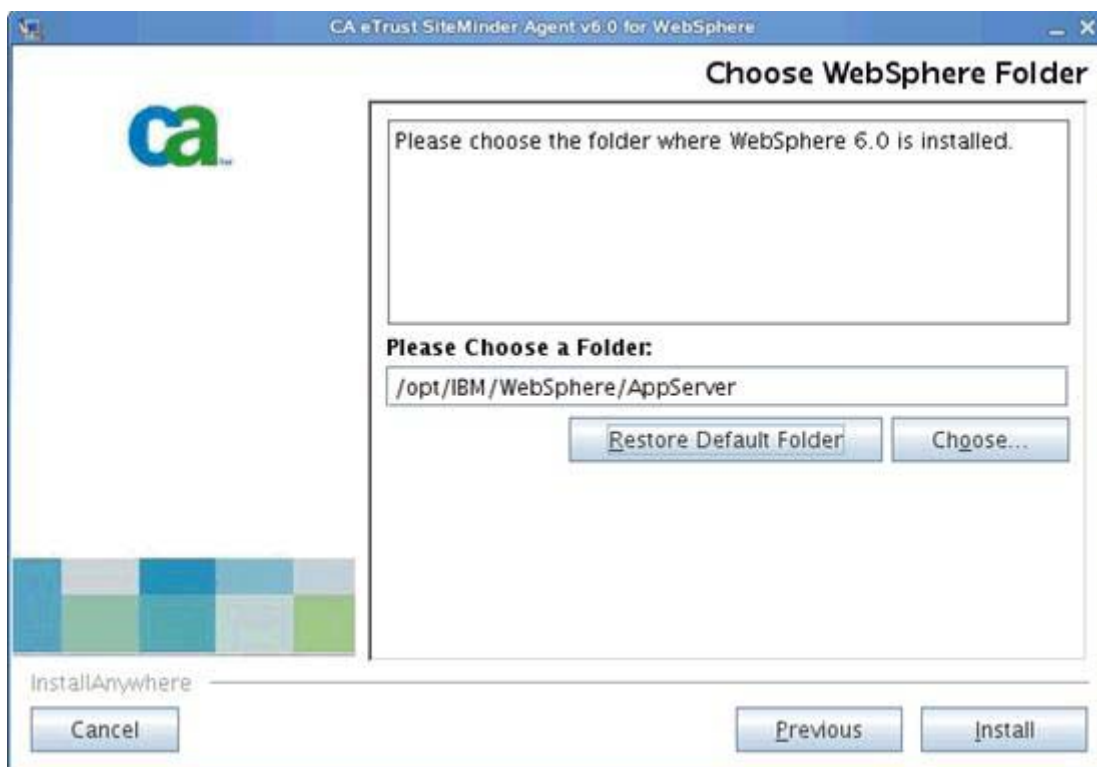 CA eTrust SiteMinder Agent v6.0 for WebSphere
Choose WebSphere Folder
ca
Please choose the folder where WebSphere 6.0 is installed.
Please Choose a Folder:
/opt/IBM/WebSphere/AppServer
Restore Default Folder
Choose...
InstallAnywhere
Cancel
Previous
Install